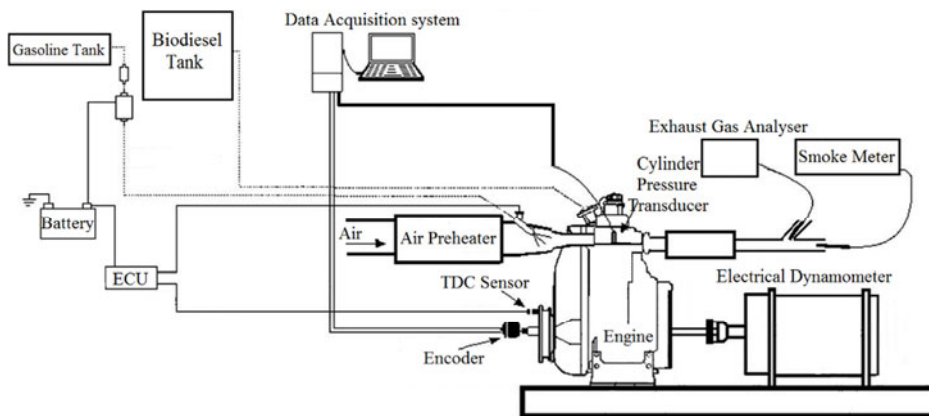 Data Acquisition system
Gasoline Tank
Biodiesel
Tank
Exhaust Gas Analyser
Smoke Meter
Cylinder
Pressure
Transducer
Battery
Air
Air Preheater
ECU
TDC Sensor
Electrical Dynamometer
Engine
Encoder